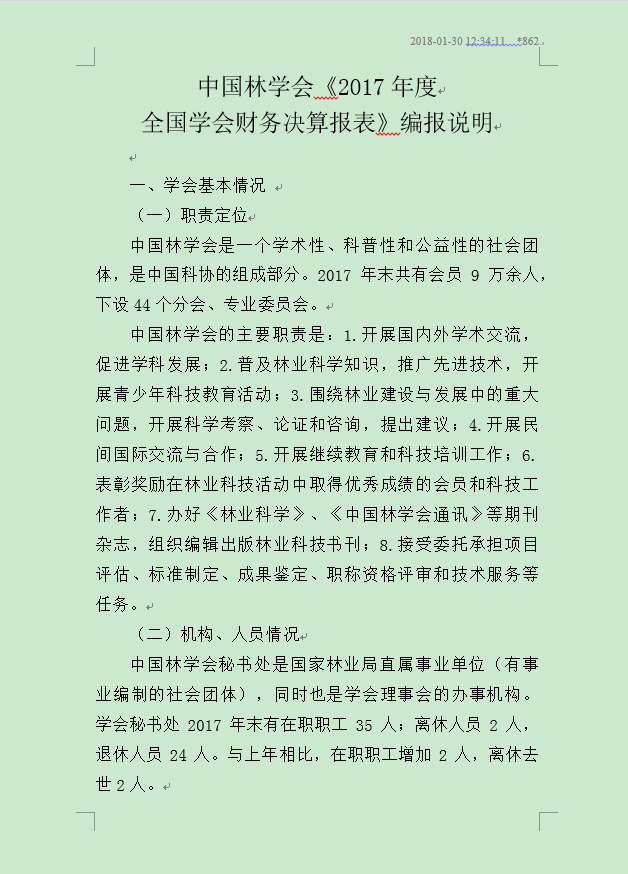 2018-01-30 12:34:11 *862
中国林学会《2017 年度
全国学会财务决算报表》编报说明
一、学会基本情况
（一）职责定位
中国林学会是一个学术性、科普性和公益性的社会团
体，是中国科协的组成部分。2017 年末共有会员 9 万余人，
下设 44 个分会、专业委员会。
中国林学会的主要职责是：1.开展国内外学术交流，
促进学科发展；2.普及林业科学知识，推广先进技术，开
展青少年科技教育活动；3.围绕林业建设与发展中的重大
问题，开展科学考察、论证和咨询，提出建议；4.开展民
间国际交流与合作；5.开展继续教育和科技培训工作；6.
表彰奖励在林业科技活动中取得优秀成绩的会员和科技工
作者；7.办好《林业科学》、《中国林学会通讯》等期刊
杂志，组织编辑出版林业科技书刊；8.接受委托承担项目
评估、标准制定、成果鉴定、职称资格评审和技术服务等
任务。
（二）机构、人员情况
中国林学会秘书处是国家林业局直属事业单位（有事
业编制的社会团体），同时也是学会理事会的办事机构。
学会秘书处 2017 年末有在职职工 35 人；离休人员 2 人，
退休人员 24 人。与上年相比，在职职工增加 2 人，离休去
世 2 人。